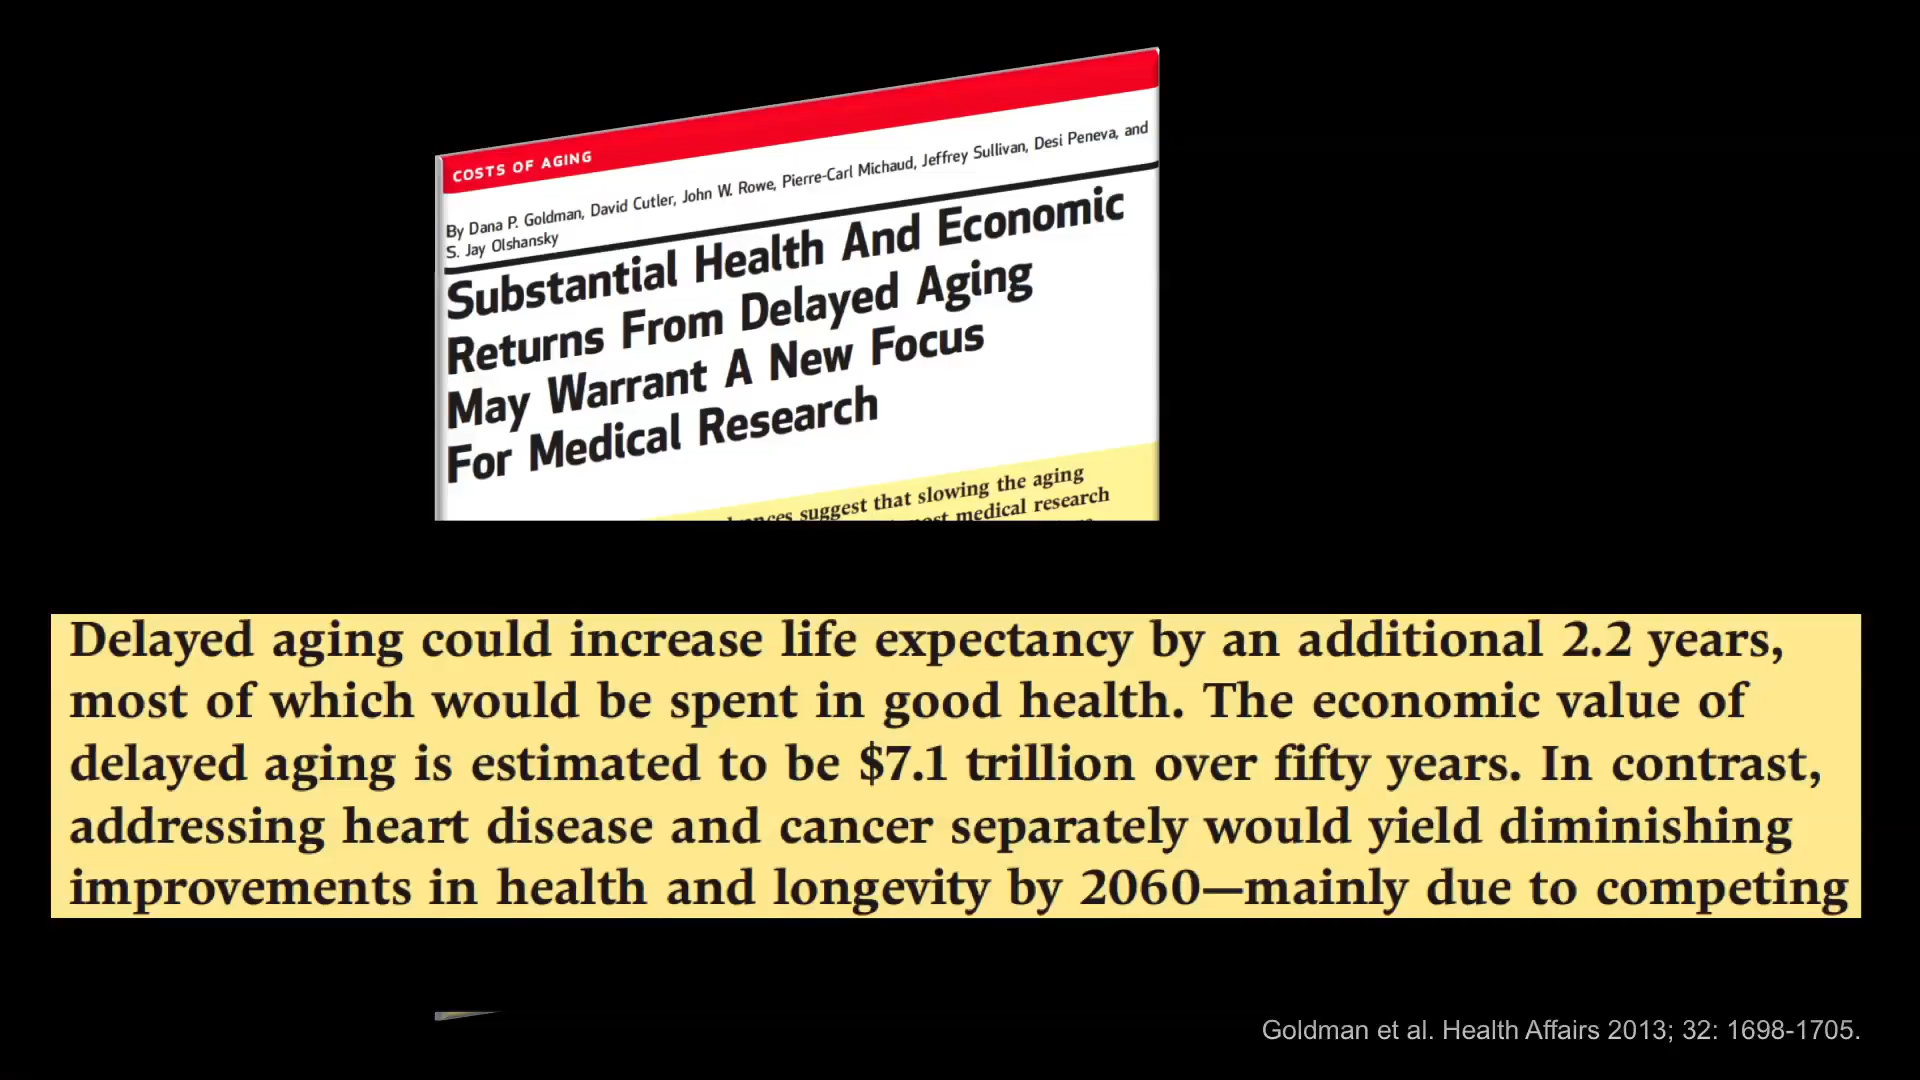 COSTS OF AGING
By Dana P. Goldman, David Cutler, John W. Rowe, Pierre-Carl Michaud, Jeffrey Sullivan, Desi Peneva, and
S. Jay Olshansky
Substantial Health And Economic
Returns From Delayed Aging
May Warrant A New Focus
For Medical Research
suggest that slowing the aging
medical research
Delayed aging could increase life expectancy by an additional 2.2 years,
most of which would be spent in good health. The economic value of
delayed aging is estimated to be $7.1 trillion over fifty years. In contrast,
addressing heart disease and cancer separately would yield diminishing
improvements in health and longevity by 2060—mainly due to competing
Goldman et al. Health Affairs 2013; 32: 1698-1705.